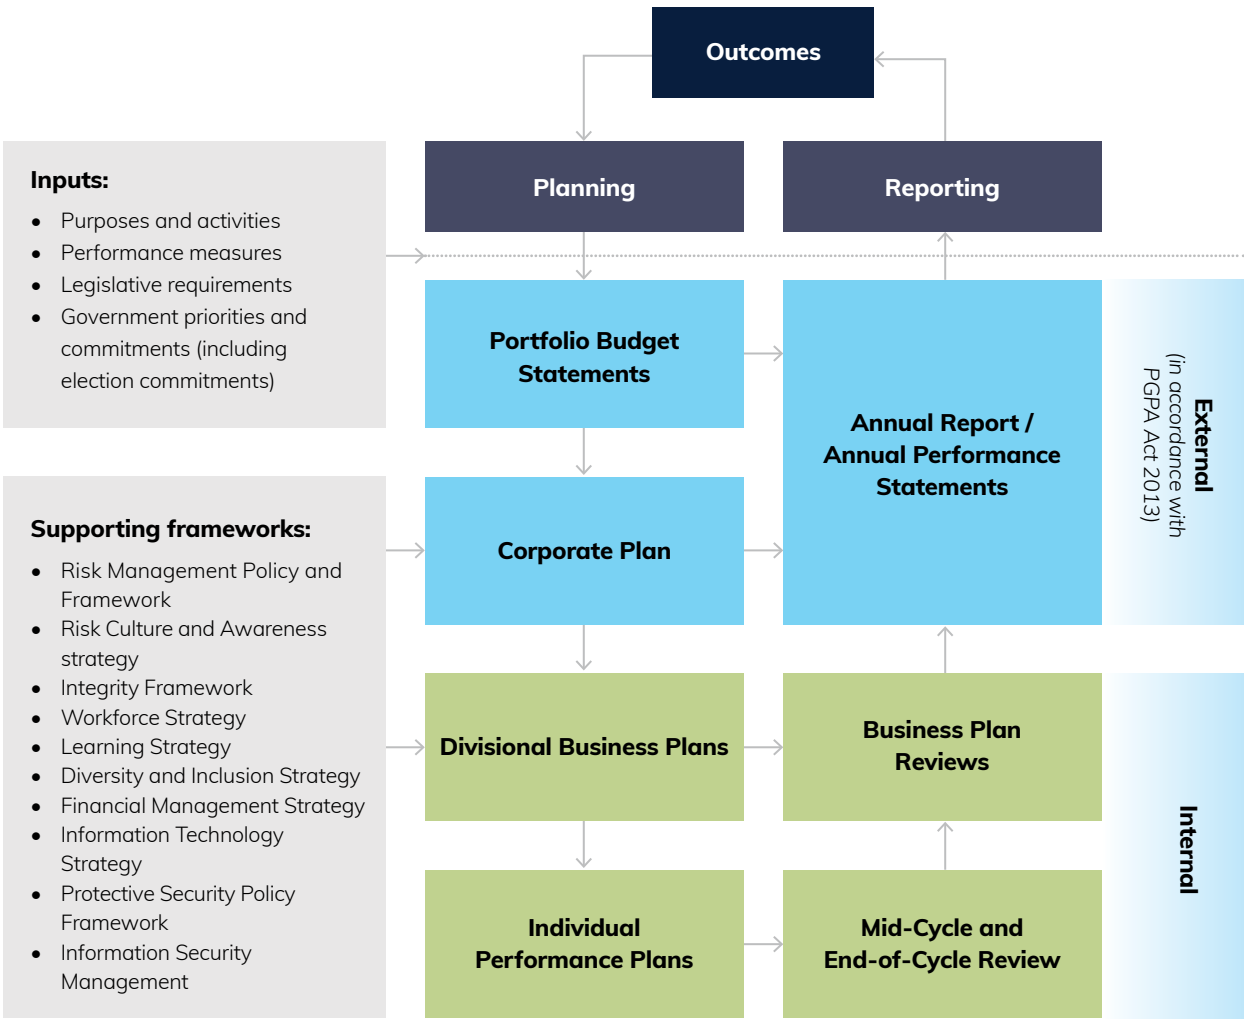 Outcomes
Planning
Reporting
Inputs:
• Purposes and activities
• Performance measures
• Legislative requirements
• Government priorities and
commitments (including
election commitments)
Portfolio Budget
Statements
Annual Report /
Annual Performance
Statements
External
(in accordance with
PGPA Act 2013)
Corporate Plan
Supporting frameworks:
• Risk Management Policy and
Framework
• Risk Culture and Awareness
strategy
• Integrity Framework
• Workforce Strategy
• Learning Strategy
• Diversity and Inclusion Strategy
• Financial Management Strategy
• Information Technology
Strategy
• Protective Security Policy
Framework
• Information Security
Management
Divisional Business Plans
Business Plan
Reviews
Internal
Individual
Performance Plans
Mid-Cycle and
End-of-Cycle Review